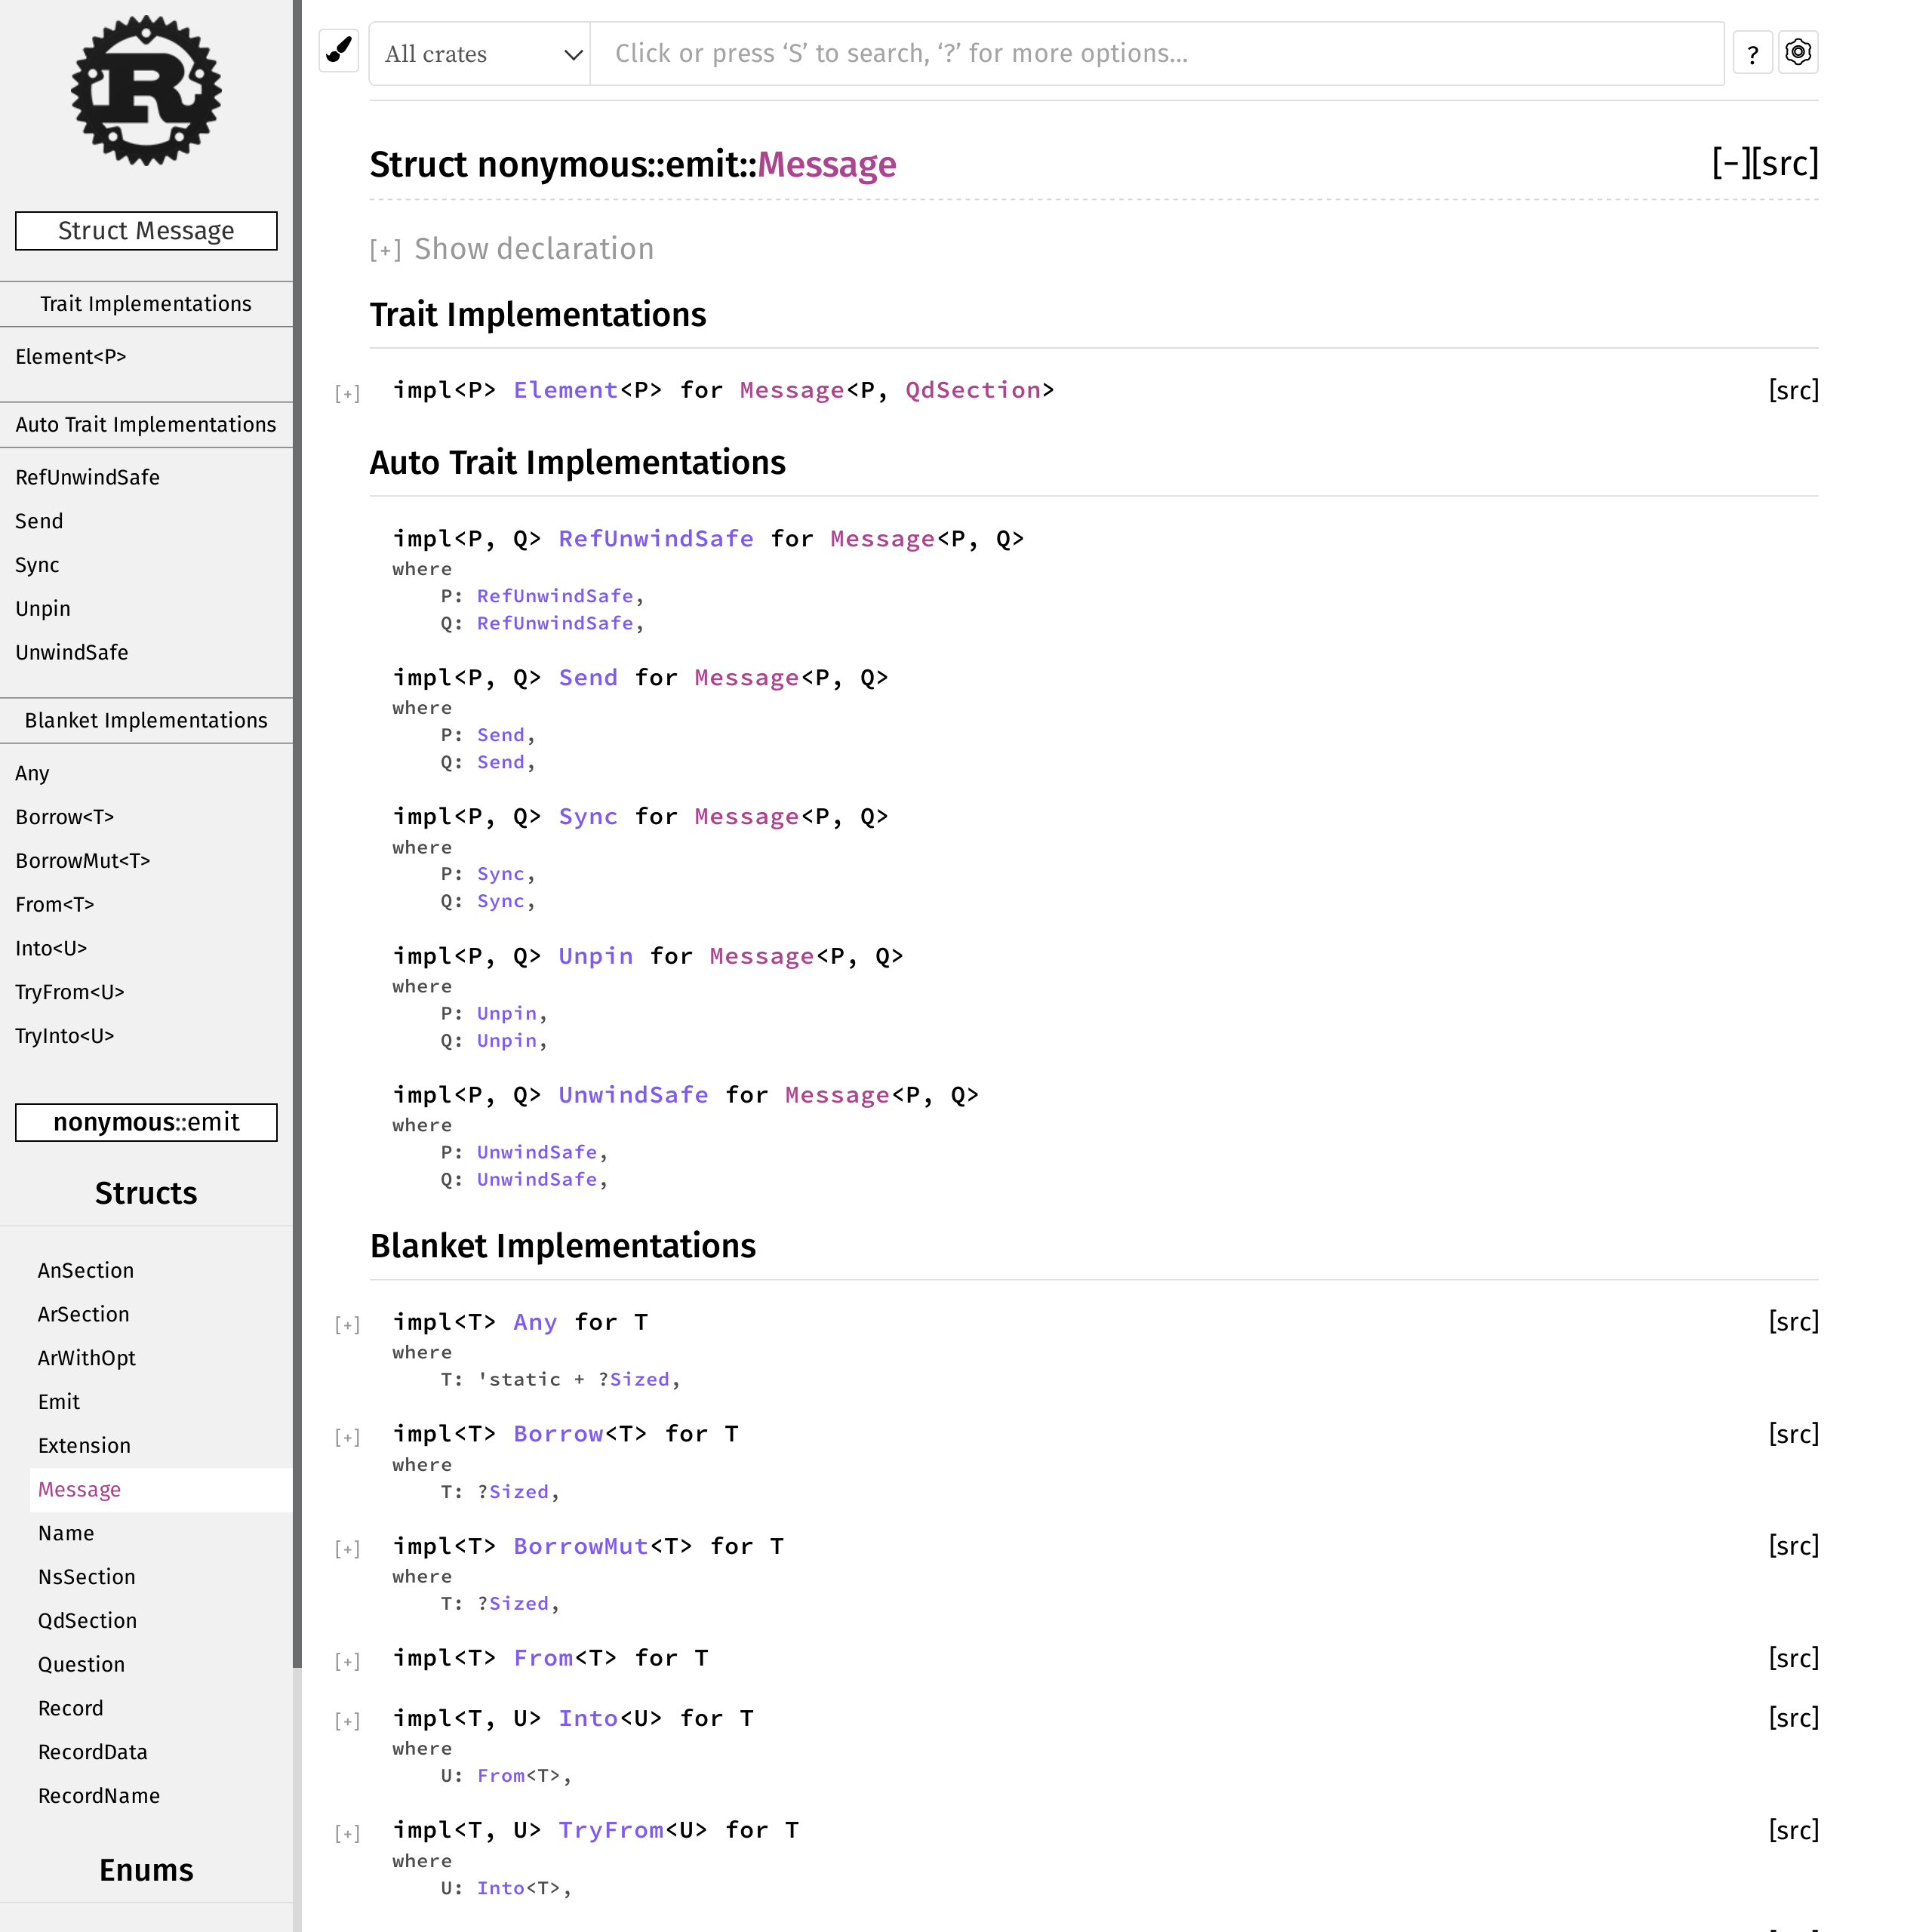 R
Struct Message
Trait Implementations
Element<P>
Auto Trait Implementations
RefUnwindSafe
Send
Sync
Unpin
UnwindSafe
Blanket Implementations
Any
Borrow<T>
BorrowMut<T>
From<T>
Into<U>
TryFrom<U>
TryInto<U>
nonymous::emit
Structs
AnSection
ArSection
ArWithOpt
Emit
Extension
Message
Name
NsSection
QdSection
Question
Record
RecordData
RecordName
Enums
All crates
Click or press ‘S’ to search, ‘?’ for more options…
?
Struct nonymous::emit::Message [−][src]
[+] Show declaration
Trait Implementations
[+] impl<P> Element<P> for Message<P, QdSection> [src]
Auto Trait Implementations
impl<P, Q> RefUnwindSafe for Message<P, Q>
where
P: RefUnwindSafe,
Q: RefUnwindSafe,
impl<P, Q> Send for Message<P, Q>
where
P: Send,
Q: Send,
impl<P, Q> Sync for Message<P, Q>
where
P: Sync,
Q: Sync,
impl<P, Q> Unpin for Message<P, Q>
where
P: Unpin,
Q: Unpin,
impl<P, Q> UnwindSafe for Message<P, Q>
where
P: UnwindSafe,
Q: UnwindSafe,
Blanket Implementations
[+] impl<T> Any for T [src]
where
T: 'static + ?Sized,
[+] impl<T> Borrow<T> for T [src]
where
T: ?Sized,
[+] impl<T> BorrowMut<T> for T [src]
where
T: ?Sized,
[+] impl<T> From<T> for T [src]
[+] impl<T, U> Into<U> for T [src]
where
U: From<T>,
[+] impl<T, U> TryFrom<U> for T [src]
where
U: Into<T>,